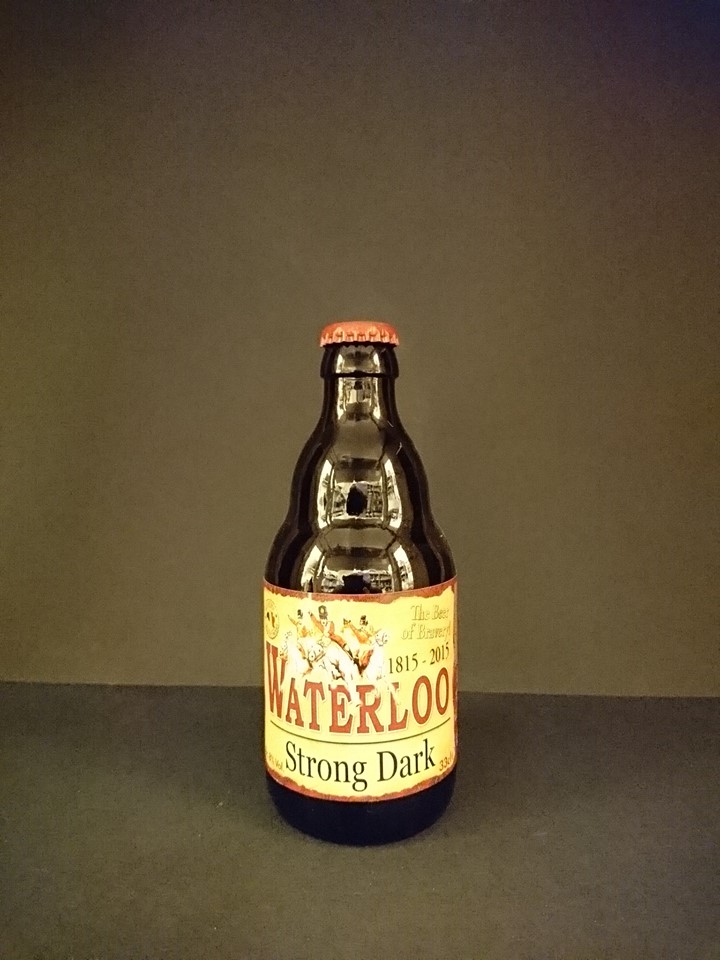 The Beer
of Bravery
1815 - 2015
WATERLOO
Strong Dark